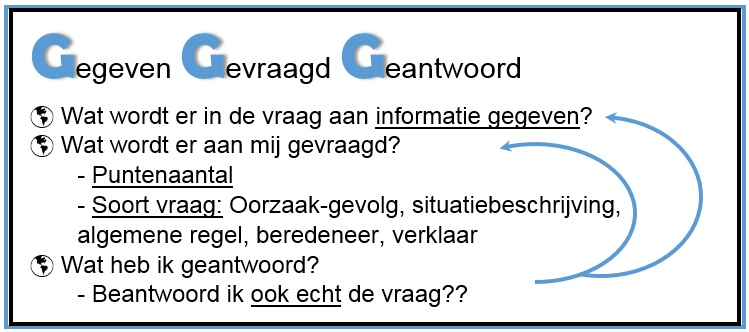 Gegeven Gevraagd Geantwoord
Wat wordt er in de vraag aan informatie gegeven?
Wat wordt er aan mij gevraagd?
- Puntenaantal
- Soort vraag: Oorzaak-gevolg, situatiebeschrijving,
algemene regel, beredeneer, verklaar
Wat heb ik geantwoord?
- Beantwoord ik ook echt de vraag??